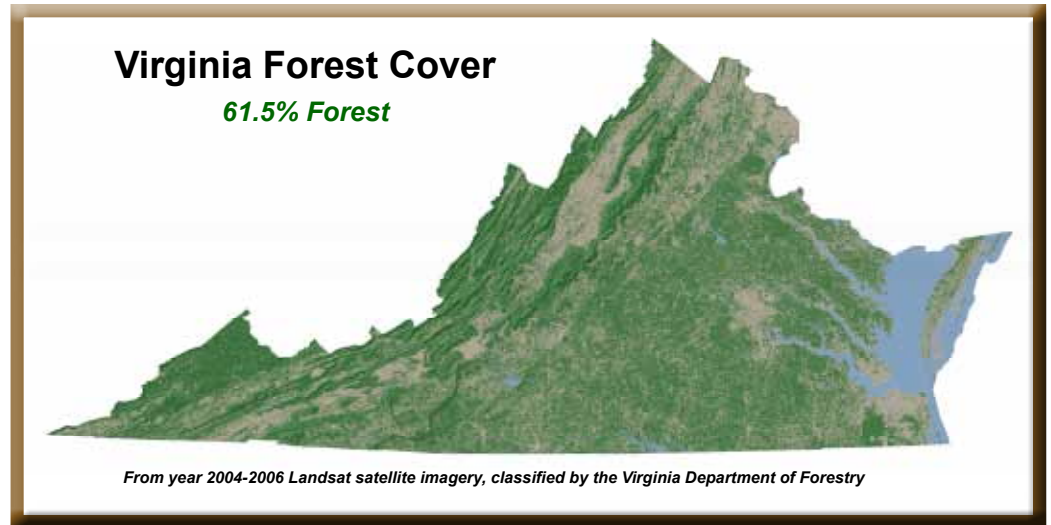 Virginia Forest Cover
61.5% Forest
From year 2004-2006 Landsat satellite imagery, classified by the Virginia Department of Forestry